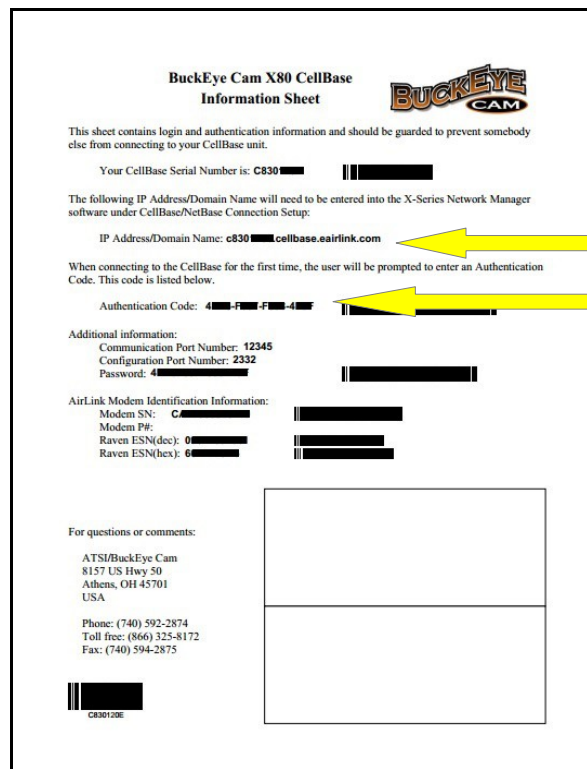 BuckEye Cam X80 CellBase
Information Sheet
BUCKEYE
CAM
This sheet contains login and authentication information and should be guarded to prevent somebody
else from connecting to your CellBase unit.
Your CellBase Serial Number is: C830
The following IP Address/Domain Name will need to be entered into the X-Series Network Manager
software under CellBase/NetBase Connection Setup:
IP Address/Domain Name: c830 .cellbase.eairlink.com
When connecting to the CellBase for the first time, the user will be prompted to enter an Authentication
Code. This code is listed below.
Authentication Code: 4
Additional information:
Communication Port Number: 12345
Configuration Port Number: 2332
Password: 4
AirLink Modem Identification Information:
Modem SN: CA
Modem P#:
Raven ESN(dec): 0
Raven ESN(hex): 6
For questions or comments:
ATSI/BuckEye Cam
8157 US Hwy 50
Athens, OH 45701
USA
Phone: (740) 592-2874
Toll free: (866) 325-8172
Fax: (740) 594-2875
C830120E